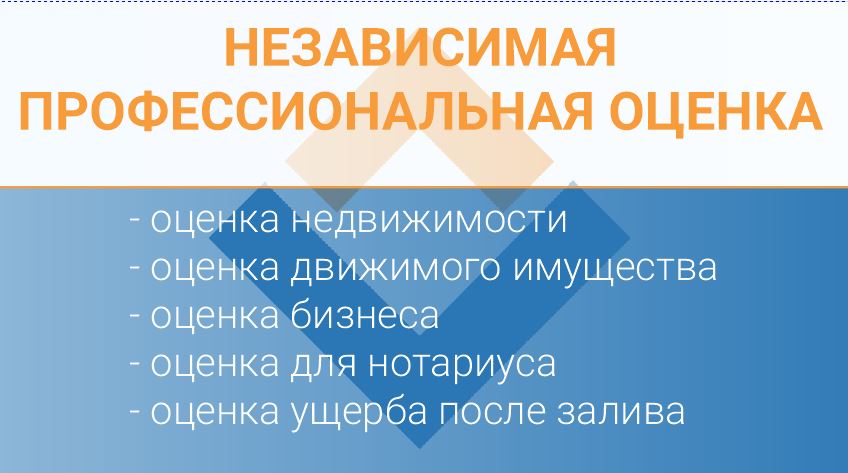 НЕЗАВИСИМАЯ
ПРОФЕССИОНАЛЬНАЯ ОЦЕНКА
- оценка недвижимости
- оценка движимого имущества
- оценка бизнеса
- оценка для нотариуса
- оценка ущерба после залива